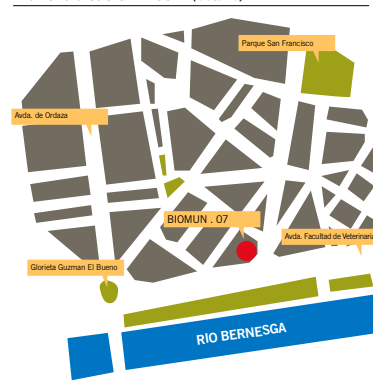 Parque San Francisco
Avda. de Ordaza
BIOMUN . 07
Avda. Facultad de Veterinaria
Glorieta Guzman El Bueno
RIO BERNESGA